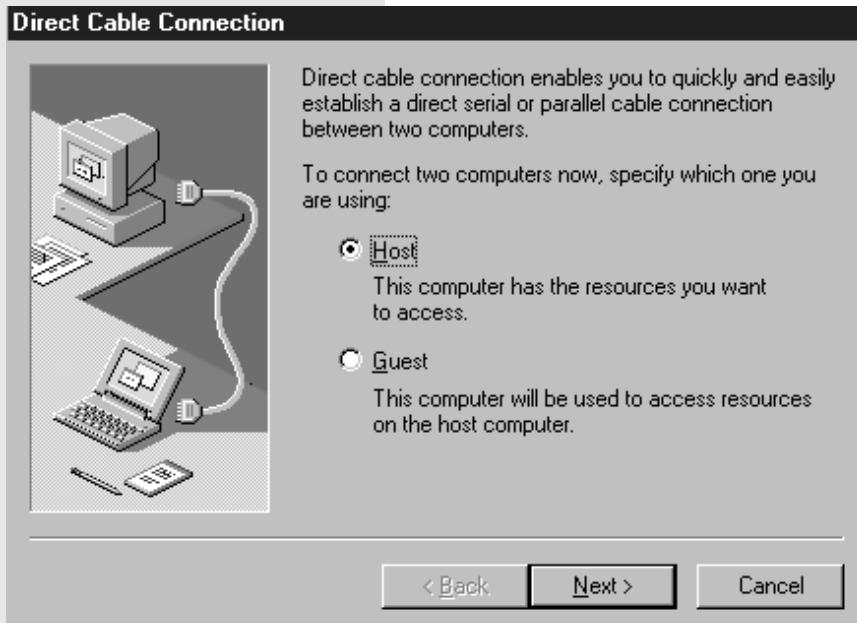 Direct Cable Connection
Direct cable connection enables you to quickly and easily
establish a direct serial or parallel cable connection
between two computers.
To connect two computers now, specify which one you
are using:
Host
This computer has the resources you want
to access.
Guest
This computer will be used to access resources
on the host computer.
< Back
Next >
Cancel